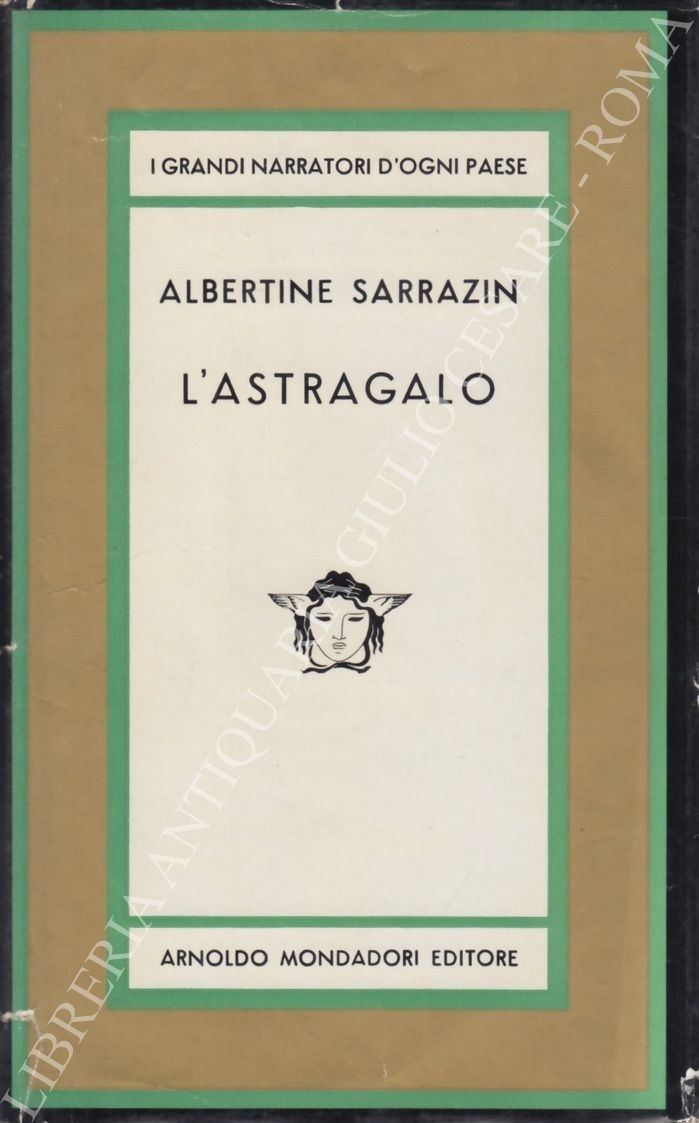 I GRANDI NARRATORI D'OGNI PAESE
ALBERTINE SARRAZIN
L'ASTRAGALO
ARNOLDO MONDADORI EDITORE
LIBRERIA ANTIQUARIA GIULIO CESARE - ROMA